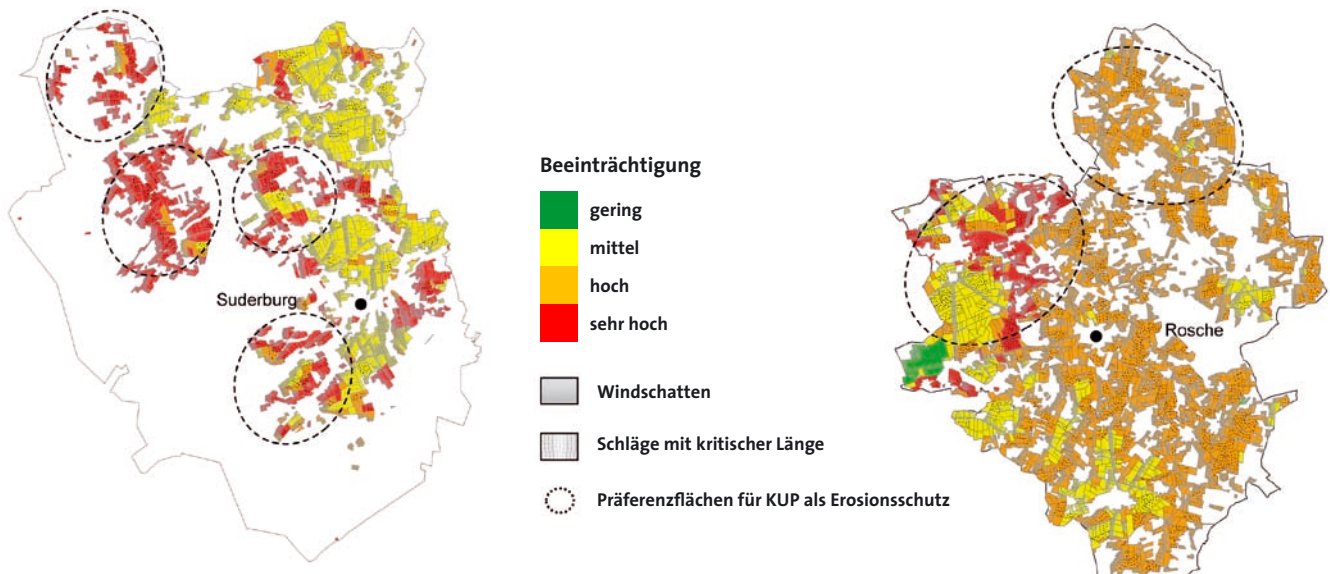 Suderburg
Beeinträchtigung
gering
mittel
hoch
sehr hoch
Windschatten
Schläge mit kritischer Länge
Präferenzflächen für KUP als Erosionsschutz
Rosche